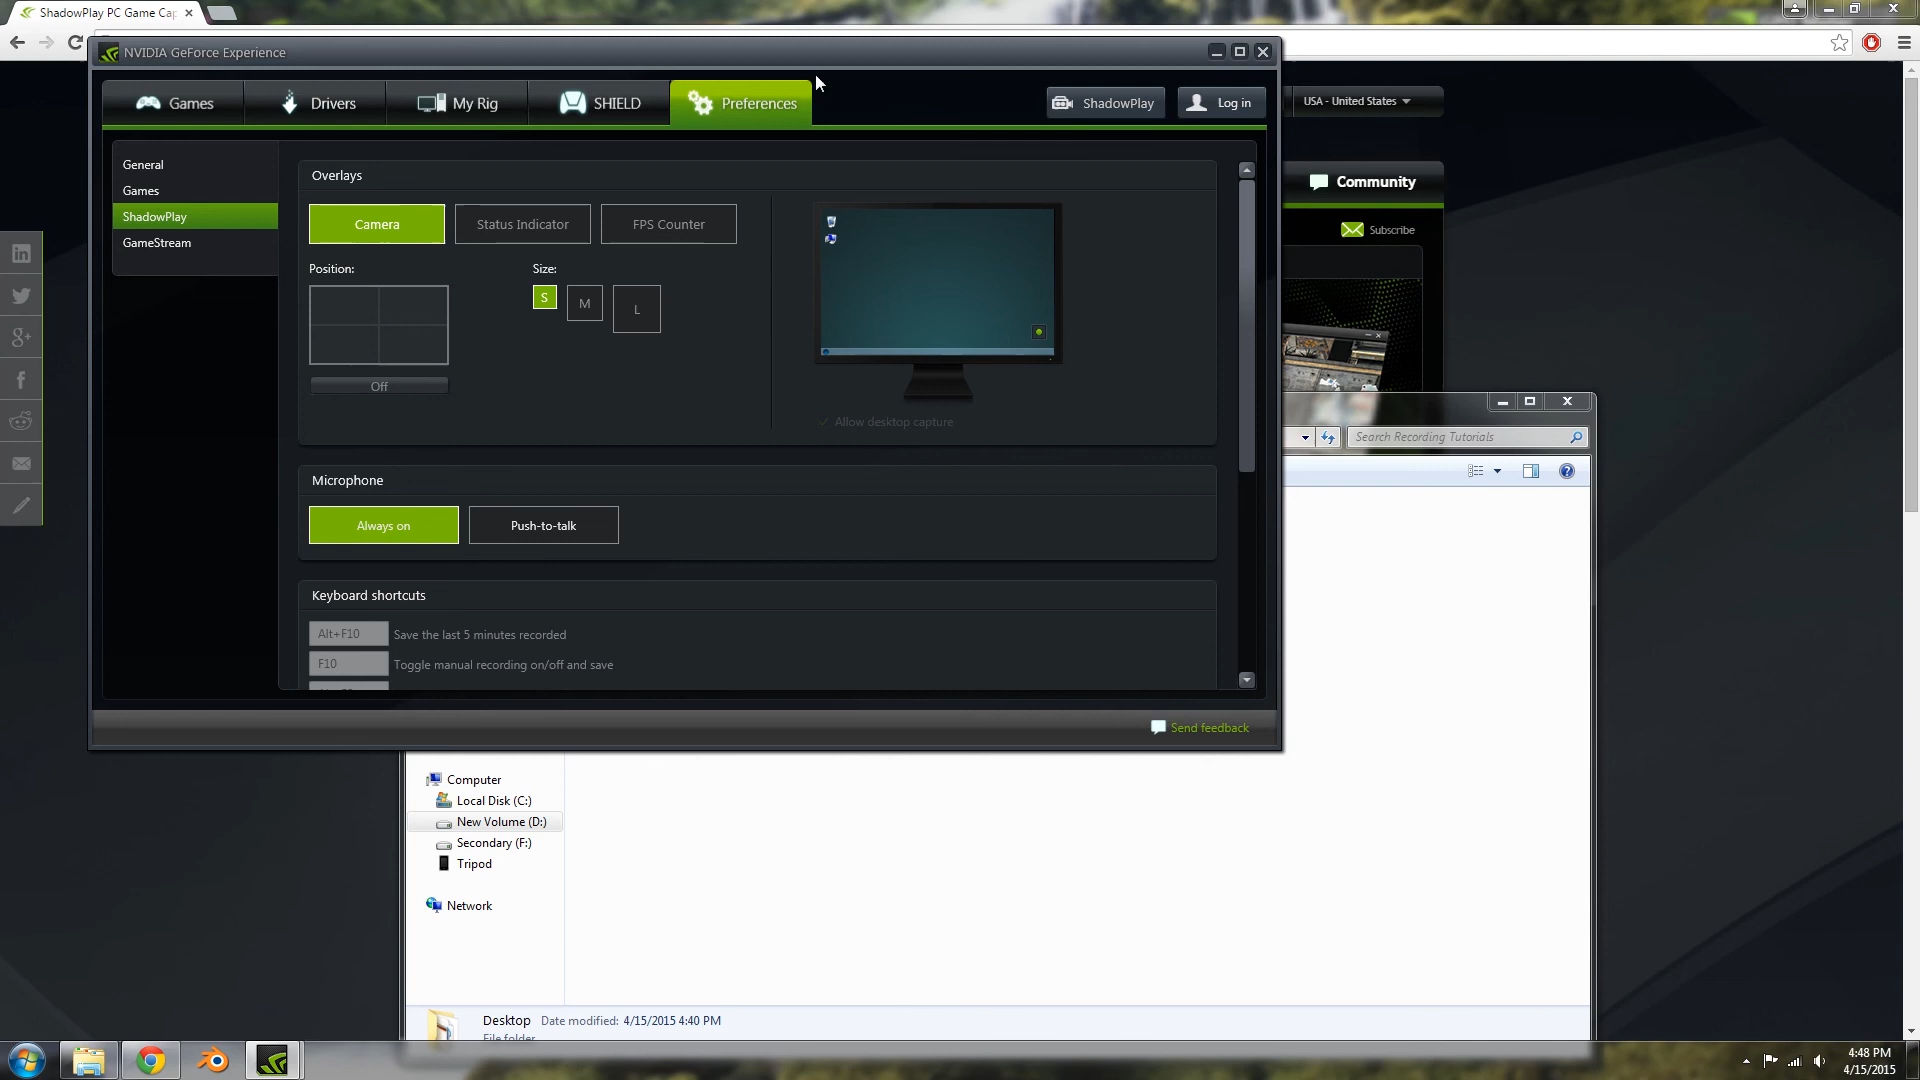 ShadowPlay PC Game Cap
NVIDIA GeForce Experience
Games
Drivers
My Rig
SHIELD
Preferences
ShadowPlay
Log in
USA - United States
General
Games
ShadowPlay
GameStream
Community
Subscribe
Overlays
Camera
Status Indicator
FPS Counter
Position:
Size:
S
M
L
Off
Allow desktop capture
Search Recording Tutorials
Microphone
Always on
Push-to-talk
Keyboard shortcuts
Alt+F10 Save the last 5 minutes recorded
F10 Toggle manual recording on/off and save
Send feedback
Computer
Local Disk (C:)
New Volume (D:)
Secondary (F:)
Tripod
Network
Desktop Date modified: 4/15/2015 4:40 PM
File folder
4:48 PM
4/15/2015